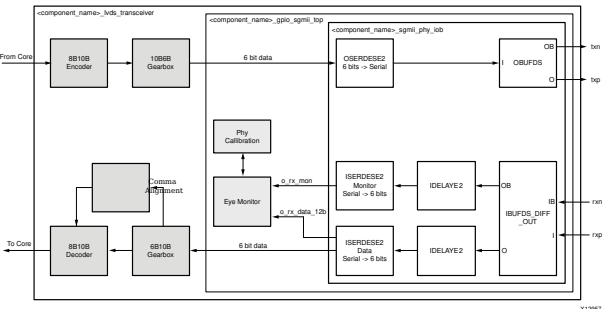 <component_name>_lvds_transceiver
<component_name>_gpio_sgmii_top
<component_name>_sgmii_phy_iob
From Core
8B10B
Encoder
10B6B
Gearbox
6 bit data
OSERDESE2
6 bits -> Serial
I
OBUFDS
OB
O
txn
txp
Phy
Callibration
Eye Monitor
o_rx_mon
o_rx_data_12b
ISERDESE2
Monitor
Serial -> 6 bits
IDELAYE2
OB
IBUFDS_DIFF
_OUT
IB
I
O
rxn
rxp
Comma
Alignment
To Core
8B10B
Decoder
6B10B
Gearbox
6 bit data
ISERDESE2
Data
Serial -> 6 bits
IDELAYE2